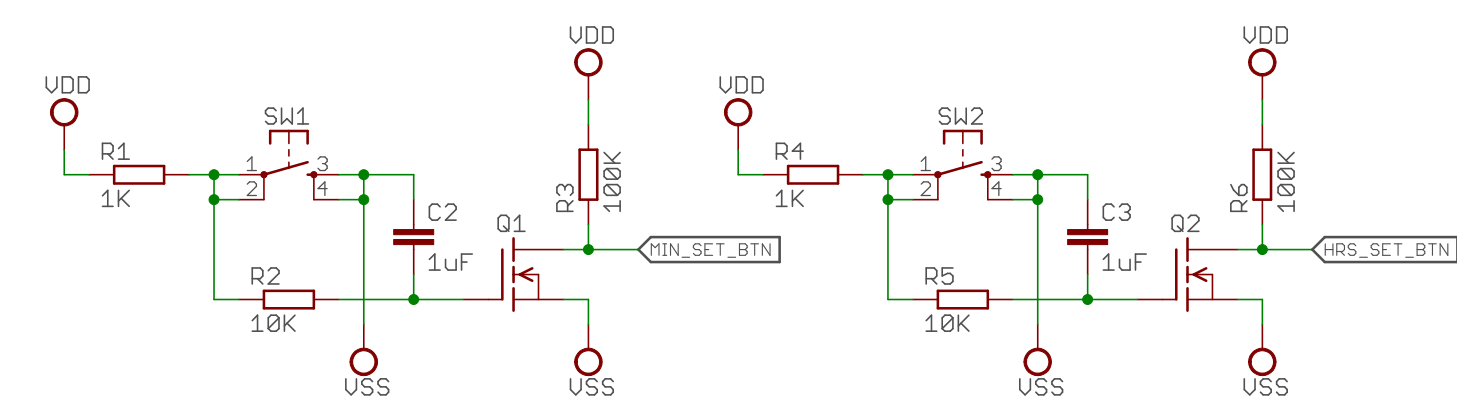 VDD
VDD
SW1
R1
1K
1
2
3
4
R3
100K
C2
1uF
Q1
MIN_SET_BTN
R2
10K
VSS
VSS
VDD
VDD
SW2
R4
1K
1
2
3
4
R6
100K
C3
1uF
Q2
HRS_SET_BTN
R5
10K
VSS
VSS